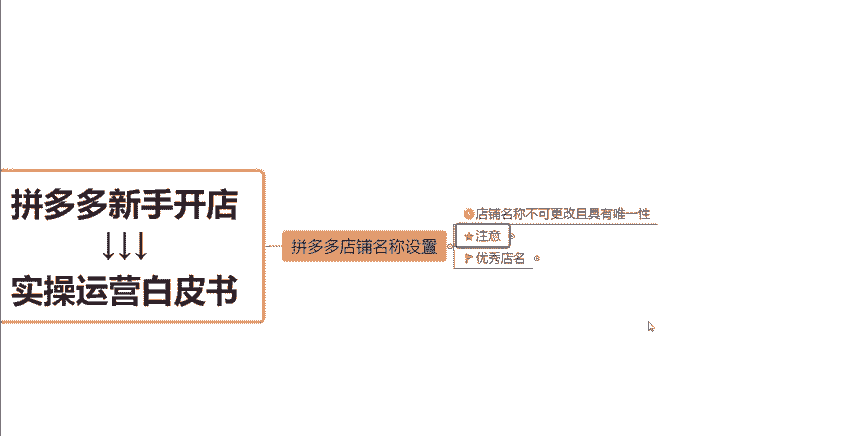 拼多多新手开店
↓↓↓
实操运营白皮书
拼多多店铺名称设置
店铺名称不可更改且具有唯一性
注意
优秀店名